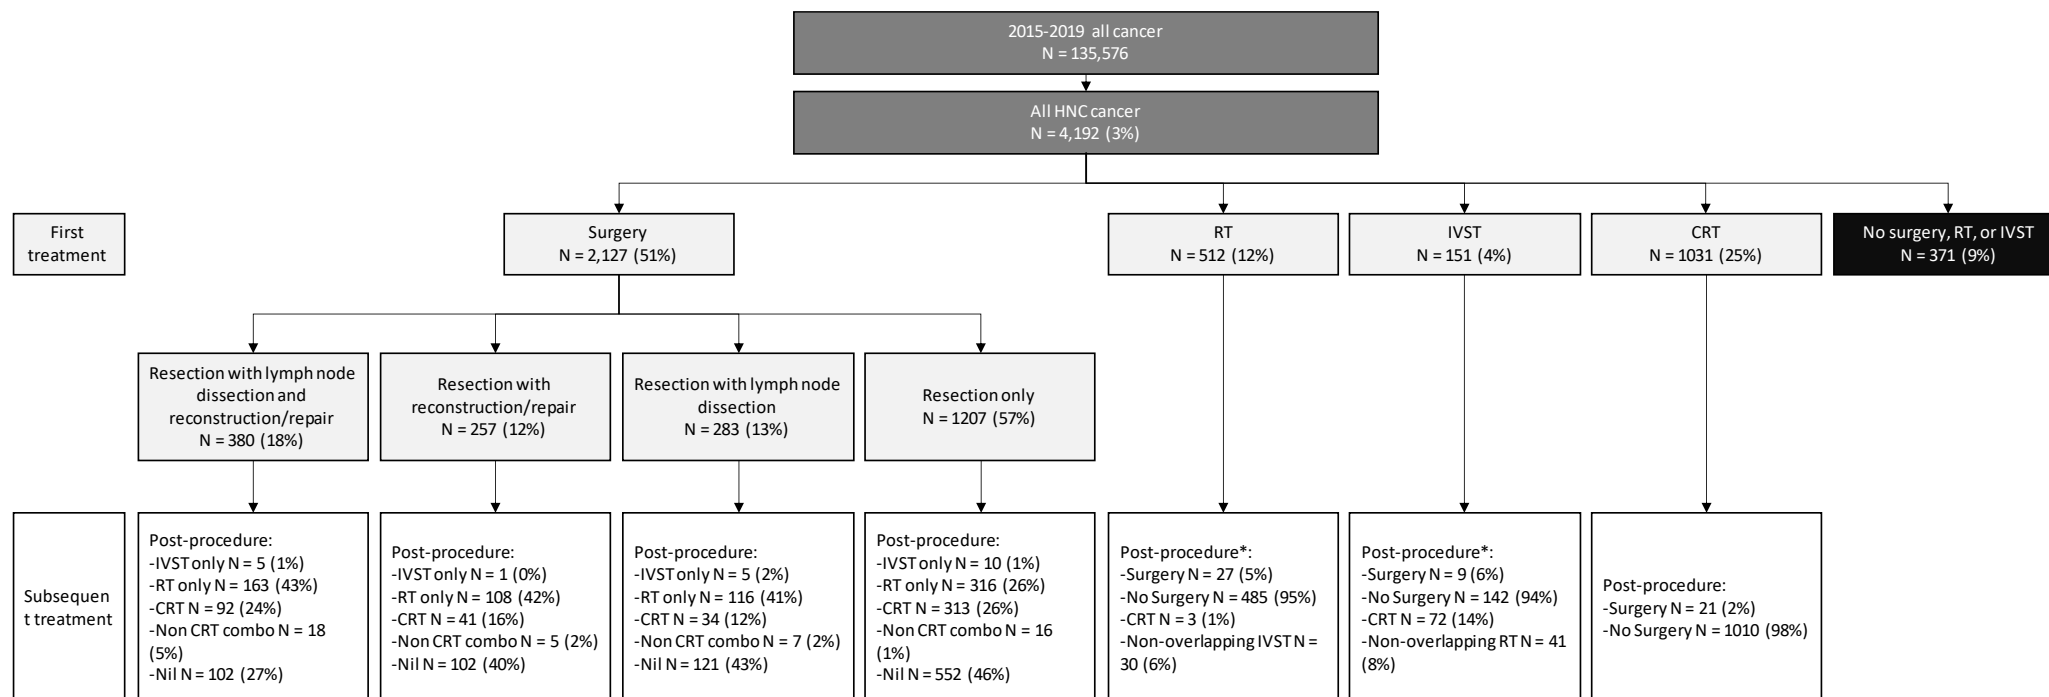 2015-2019 all cancer
N = 135,576
All HNC cancer
N = 4,192 (3%)
First
treatment
Surgery
N = 2,127 (51%)
RT
N = 512 (12%)
IVST
N = 151 (4%)
CRT
N = 1031 (25%)
No surgery, RT, or IVST
N = 371 (9%)
Resection with lymph node
dissection and
reconstruction/repair
N = 380 (18%)
Resection with
reconstruction/repair
N = 257 (12%)
Resection with lymph node
dissection
N = 283 (13%)
Resection only
N = 1207 (57%)
Subsequen
t treatment
Post-procedure:
-IVST only N = 5 (1%)
-RT only N = 163 (43%)
-CRT N = 92 (24%)
-Non CRT combo N = 18
(5%)
-Nil N = 102 (27%)
Post-procedure:
-IVST only N = 1 (0%)
-RT only N = 108 (42%)
-CRT N = 41 (16%)
-Non CRT combo N = 5 (2%)
-Nil N = 102 (40%)
Post-procedure:
-IVST only N = 5 (2%)
-RT only N = 116 (41%)
-CRT N = 34 (12%)
-Non CRT combo N = 7 (2%)
-Nil N = 121 (43%)
Post-procedure:
-IVST only N = 10 (1%)
-RT only N = 316 (26%)
-CRT N = 313 (26%)
-Non CRT combo N = 16
(1%)
-Nil N = 552 (46%)
Post-procedure*:
-Surgery N = 27 (5%)
-No Surgery N = 485 (95%)
-CRT N = 3 (1%)
-Non-overlapping IVST N =
30 (6%)
Post-procedure*:
-Surgery N = 9 (6%)
-No Surgery N = 142 (94%)
-CRT N = 72 (14%)
-Non-overlapping RT N = 41
(8%)
Post-procedure:
-Surgery N = 21 (2%)
-No Surgery N = 1010 (98%)